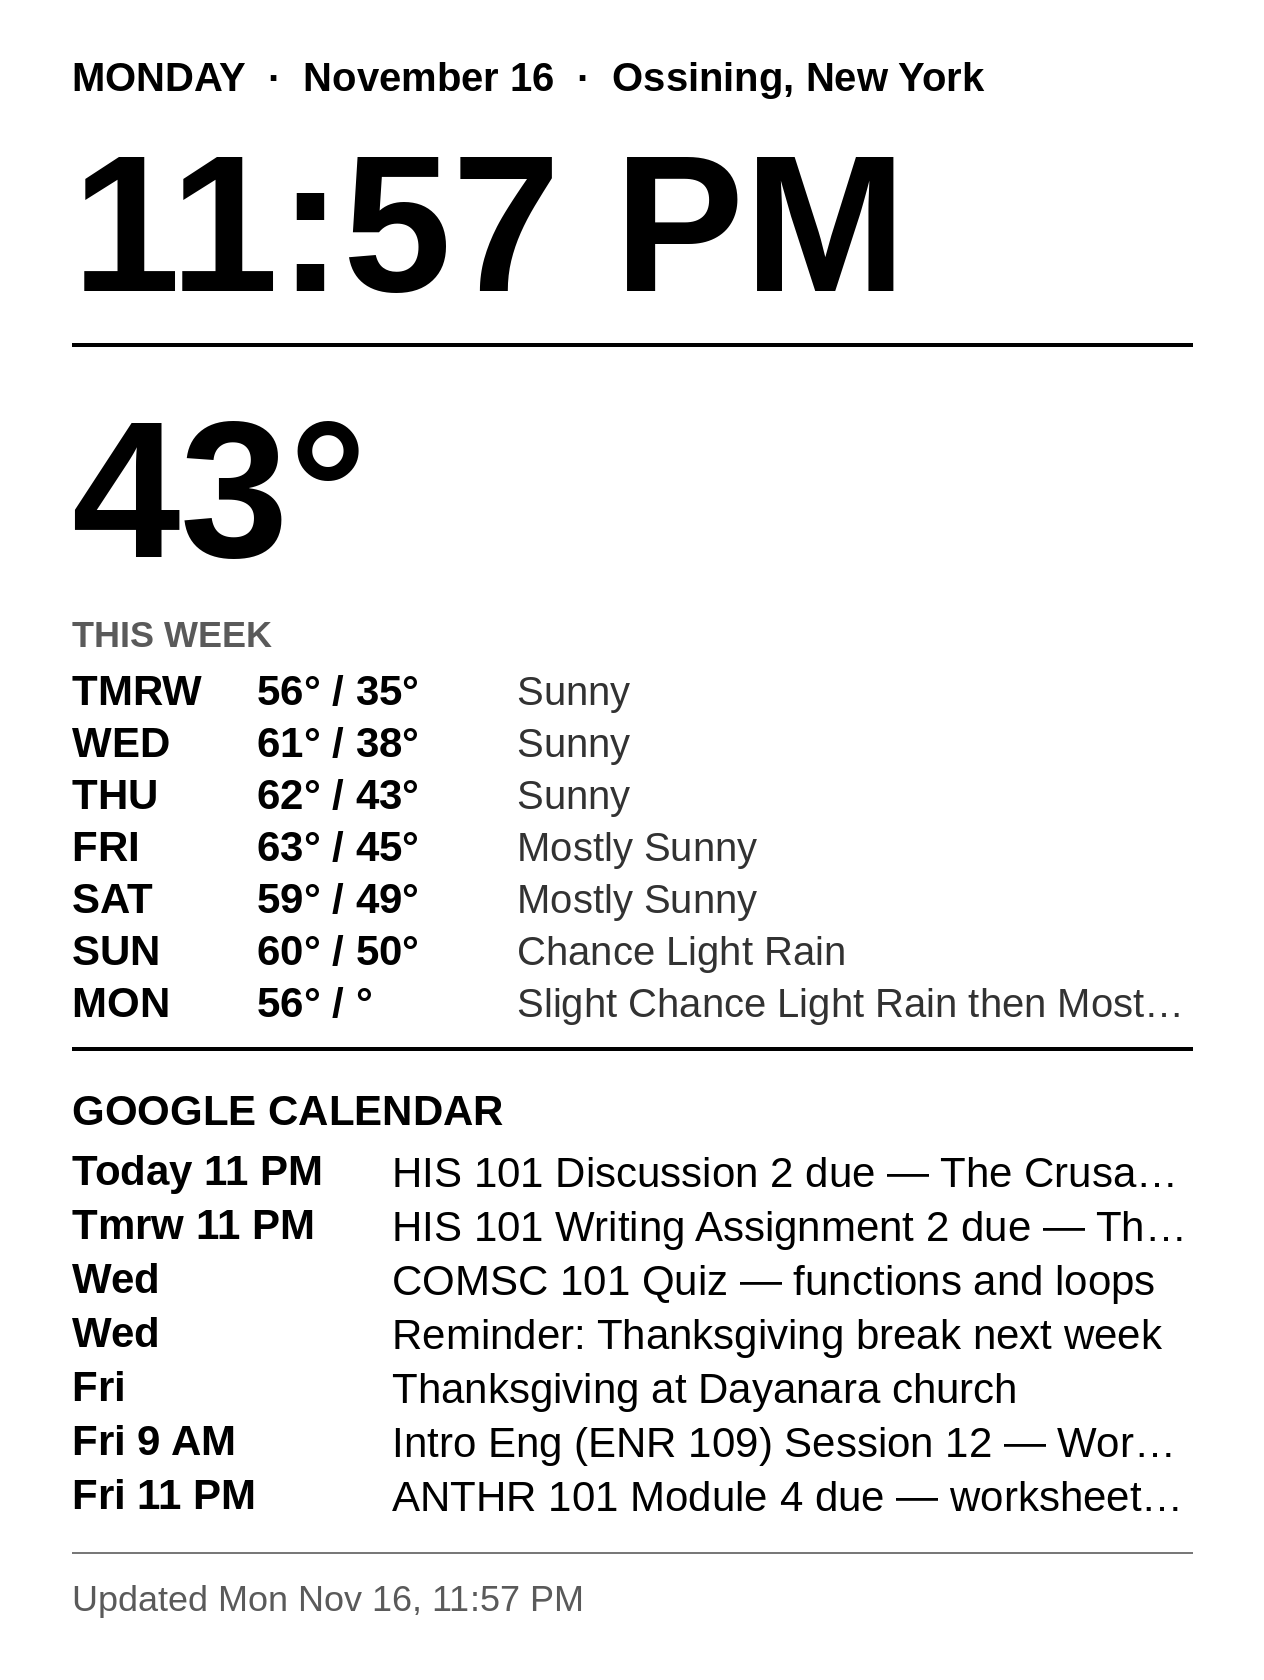 MONDAY · November 16 · Ossining, New York
11:57 PM
43°
THIS WEEK
TMRW 56° / 35° Sunny
WED 61° / 38° Sunny
THU 62° / 43° Sunny
FRI 63° / 45° Mostly Sunny
SAT 59° / 49° Mostly Sunny
SUN 60° / 50° Chance Light Rain
MON 56° / ° Slight Chance Light Rain then Most…
GOOGLE CALENDAR
Today 11 PM HIS 101 Discussion 2 due — The Crusa…
Tmrw 11 PM HIS 101 Writing Assignment 2 due — Th…
Wed COMSC 101 Quiz — functions and loops
Wed Reminder: Thanksgiving break next week
Fri Thanksgiving at Dayanara church
Fri 9 AM Intro Eng (ENR 109) Session 12 — Wor…
Fri 11 PM ANTHR 101 Module 4 due — worksheet…
Updated Mon Nov 16, 11:57 PM